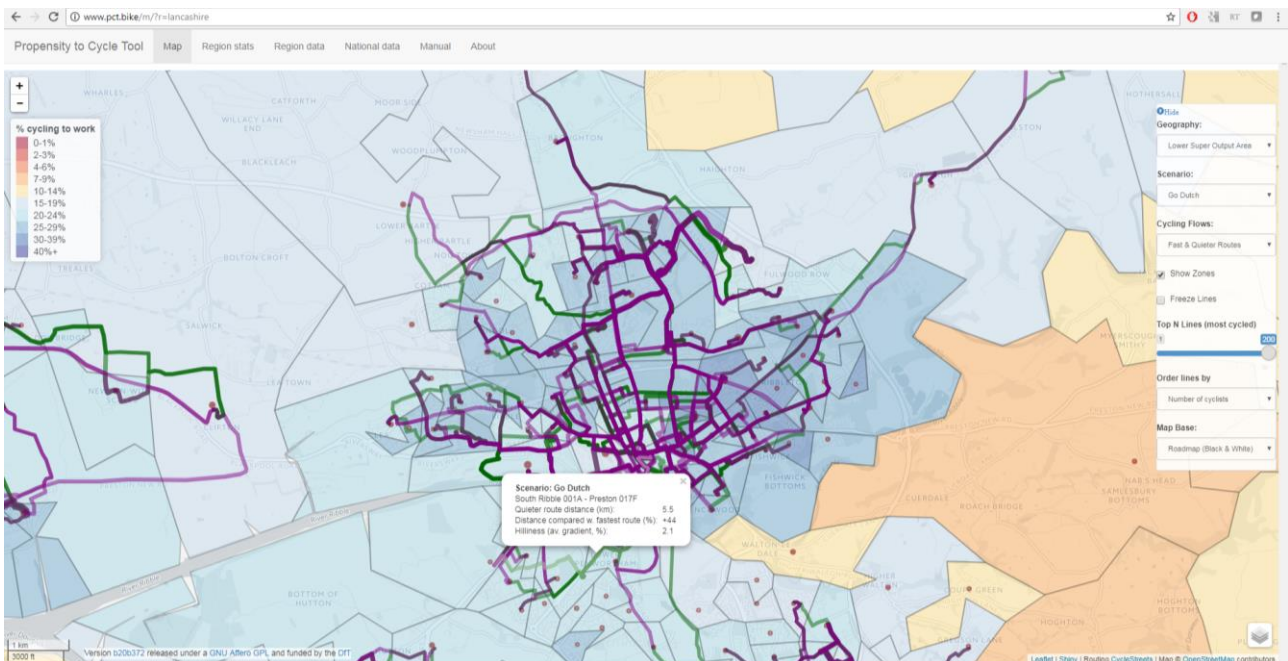 www.pct.bike/m/?r=lancashire
Propensity to Cycle Tool Map Region stats Region data National data Manual About
+
−
% cycling to work
0-1%
2-3%
4-6%
7-9%
10-14%
15-19%
20-24%
25-29%
30-39%
40%+
Hide
Geography:
Lower Super Output Area
Scenario:
Go Dutch
Cycling Flows:
Fast & Quieter Routes
Show Zones
Freeze Lines
Top N Lines (most cycled)
1 200
Order lines by
Number of cyclists
Map Base:
Roadmap (Black & White)
WHARLES
CATFORTH
MOOR SIDE
HOTHERSALL
WILLACY LANE
END
WOODPLUMPTON
BLACKLEACH
HAIGHTON
LOWER BARTLE
BOLTON CROFT
TREALES
SALWICK
FULWOOD ROW
LEA TOWN
CLIFTON
River Ribble
FISHWICK
BOTTOMS
CUERDALE
ROACH BRIDGE
NAB'S HEAD
SAMLESBURY
BOTTOMS
WALTON-LE-
DALE
BOTTOM OF
HUTTON
HOGHTON
HOGHTON
BOTTOMS
Scenario: Go Dutch
South Ribble 001A - Preston 017F
Quieter route distance (km): 5.5
Distance compared w. fastest route (%): +44
Hilliness (av. gradient, %): 2.1
1 km
3000 ft
Version b20b372 released under a GNU Affero GPL and funded by the DfT
Leaflet | Shiny | Routing CycleStreets | Map © OpenStreetMap contributors